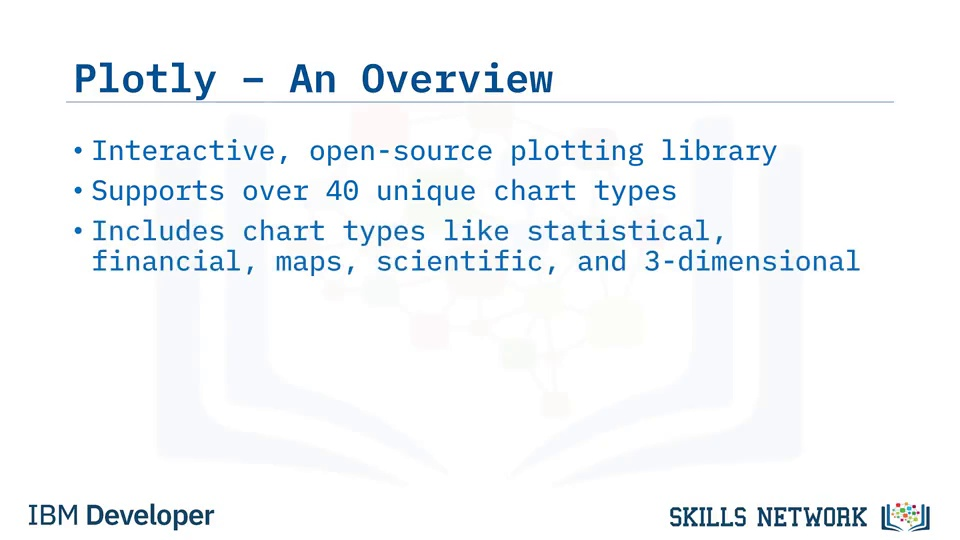 Plotly – An Overview
• Interactive, open-source plotting library
• Supports over 40 unique chart types
• Includes chart types like statistical,
financial, maps, scientific, and 3-dimensional
IBM Developer
SKILLS NETWORK